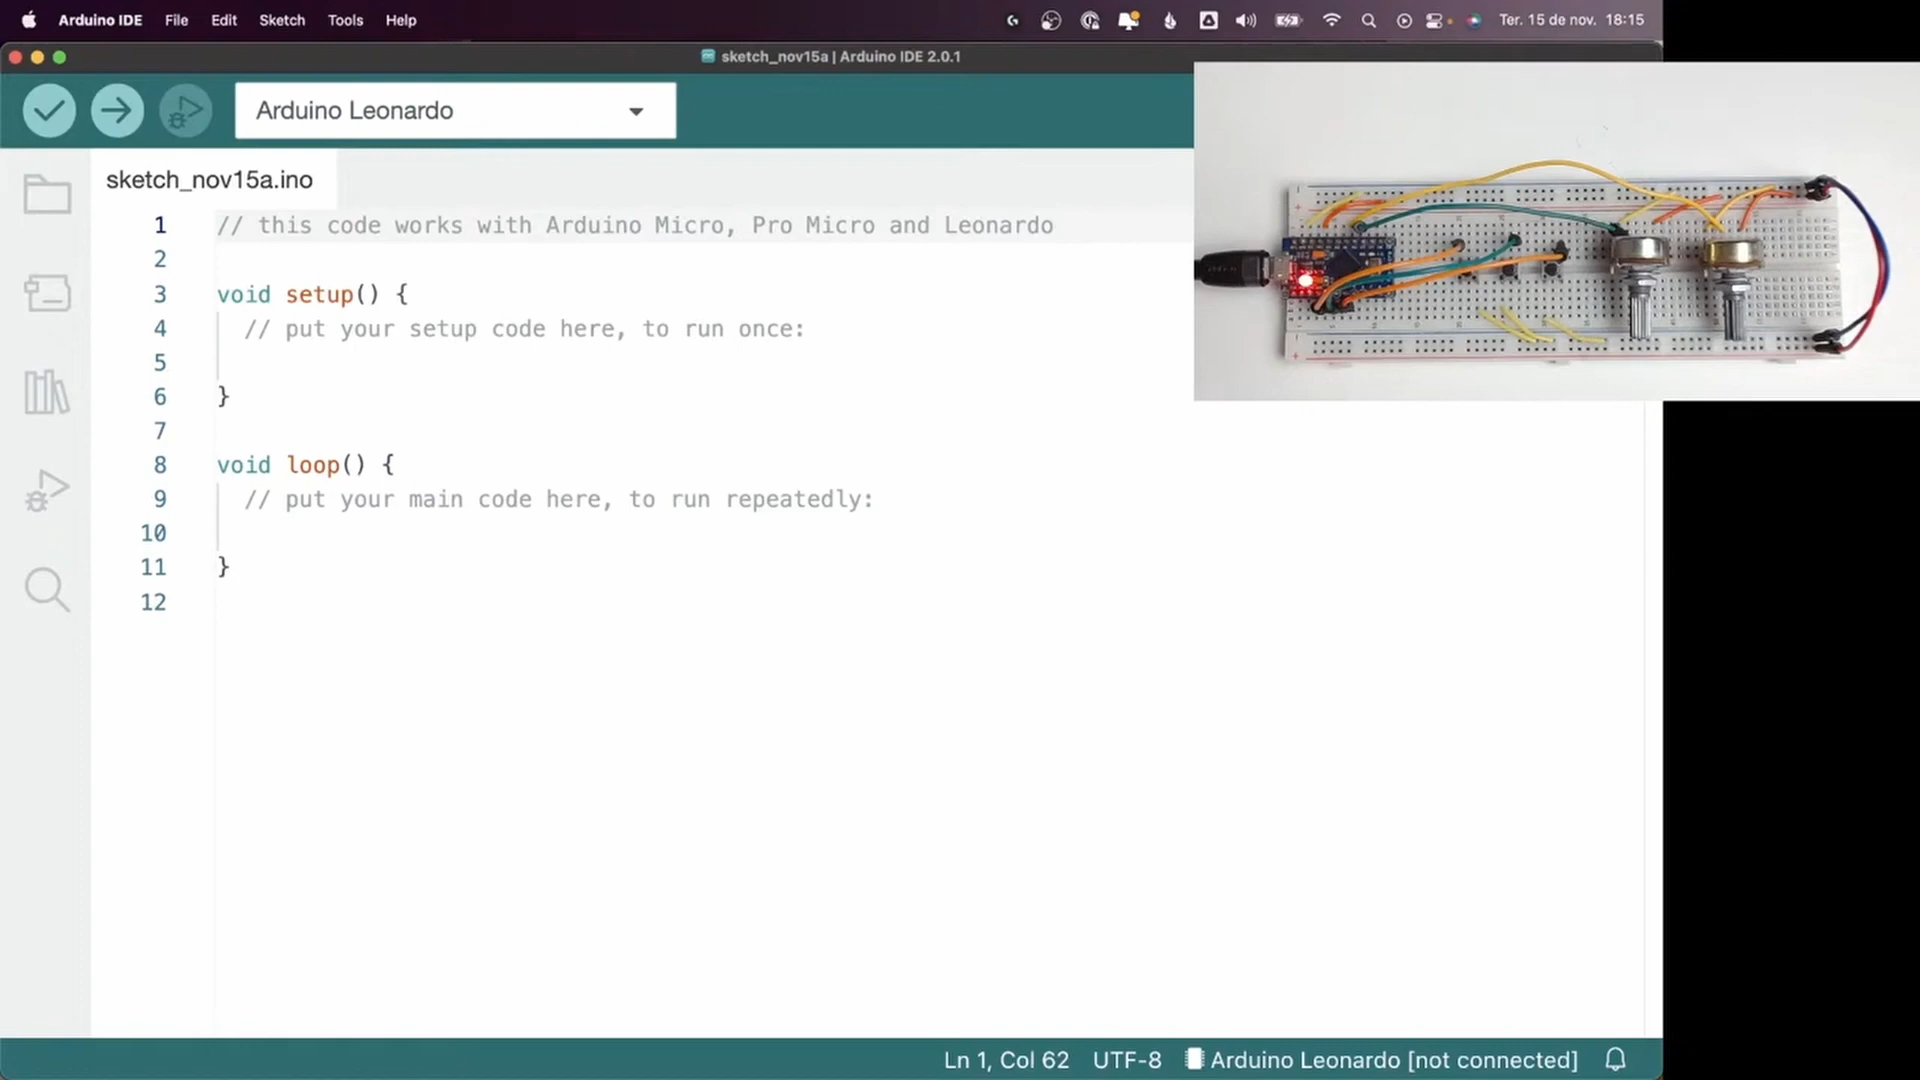 Arduino IDE File Edit Sketch Tools Help Ter. 15 de nov. 18:15
sketch_nov15a | Arduino IDE 2.0.1
Arduino Leonardo
sketch_nov15a.ino
1 // this code works with Arduino Micro, Pro Micro and Leonardo
2
3 void setup() {
4 // put your setup code here, to run once:
5
6 }
7
8 void loop() {
9 // put your main code here, to run repeatedly:
10
11 }
12
Ln 1, Col 62 UTF-8 Arduino Leonardo [not connected]